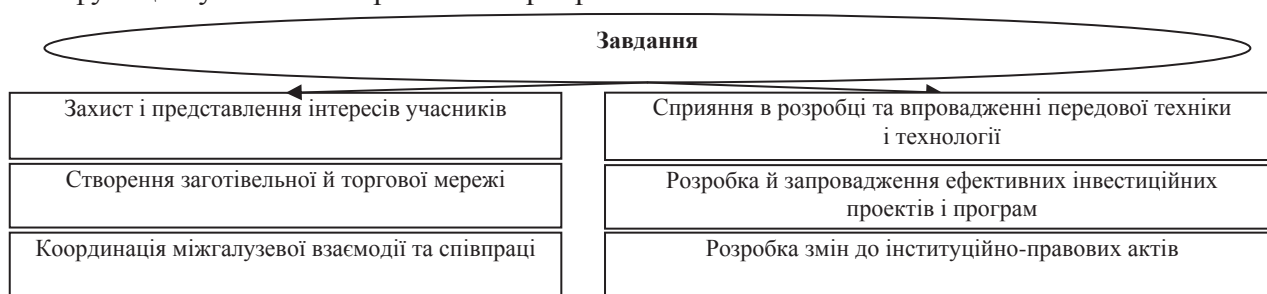 Завдання
Захист і представлення інтересів учасників
Створення заготівельної й торгової мережі
Координація міжгалузевої взаємодії та співпраці
Сприяння в розробці та впровадженні передової техніки
і технології
Розробка й запровадження ефективних інвестиційних
проектів і програм
Розробка змін до інституційно-правових актів